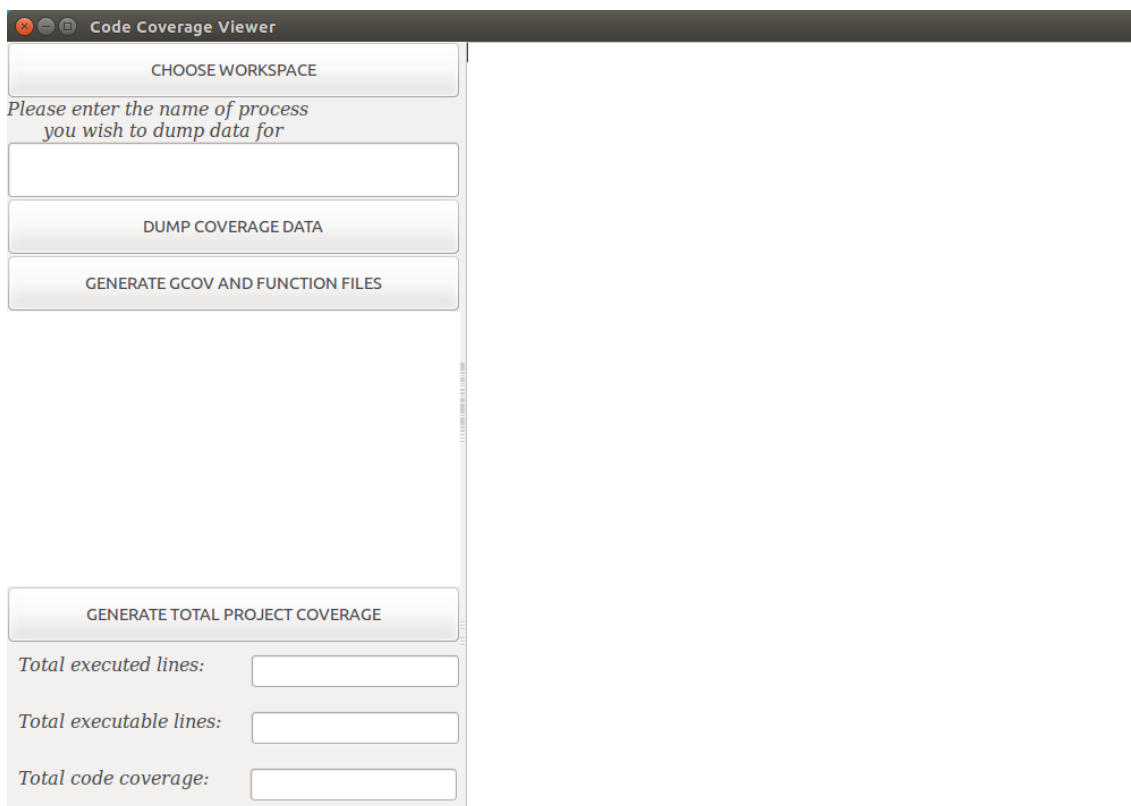 Code Coverage Viewer
CHOOSE WORKSPACE
Please enter the name of process
you wish to dump data for
DUMP COVERAGE DATA
GENERATE GCOV AND FUNCTION FILES
GENERATE TOTAL PROJECT COVERAGE
Total executed lines:
Total executable lines:
Total code coverage: